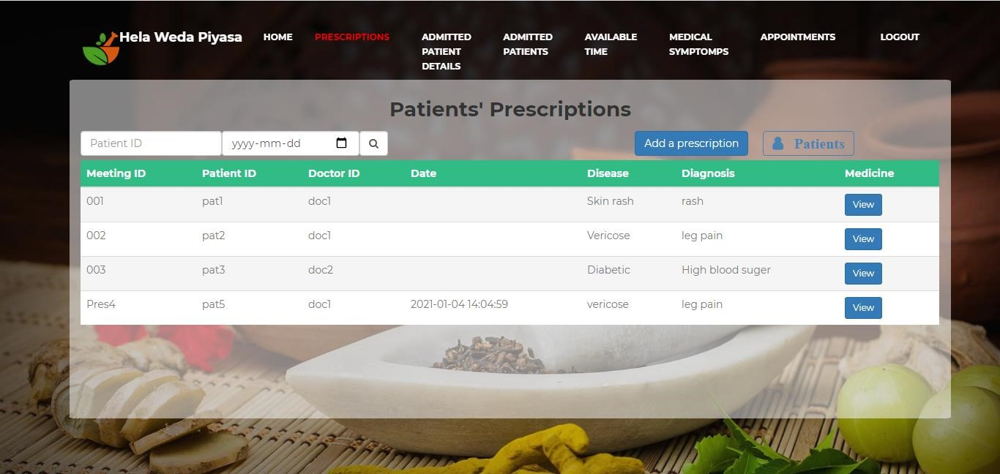 Hela Weda Piyasa
HOME
PRESCRIPTIONS
ADMITTED
PATIENT
DETAILS
ADMITTED
PATIENTS
AVAILABLE
TIME
MEDICAL
SYMPTOMPS
APPOINTMENTS
LOGOUT
Patients' Prescriptions
Patient ID yyyy-mm-dd Add a prescription Patients
Meeting ID Patient ID Doctor ID Date Disease Diagnosis Medicine
001 pat1 doc1 Skin rash rash View
002 pat2 doc1 Vericose leg pain View
003 pat3 doc2 Diabetic High blood suger View
Pres4 pat5 doc1 2021-01-04 14:04:59 vericose leg pain View